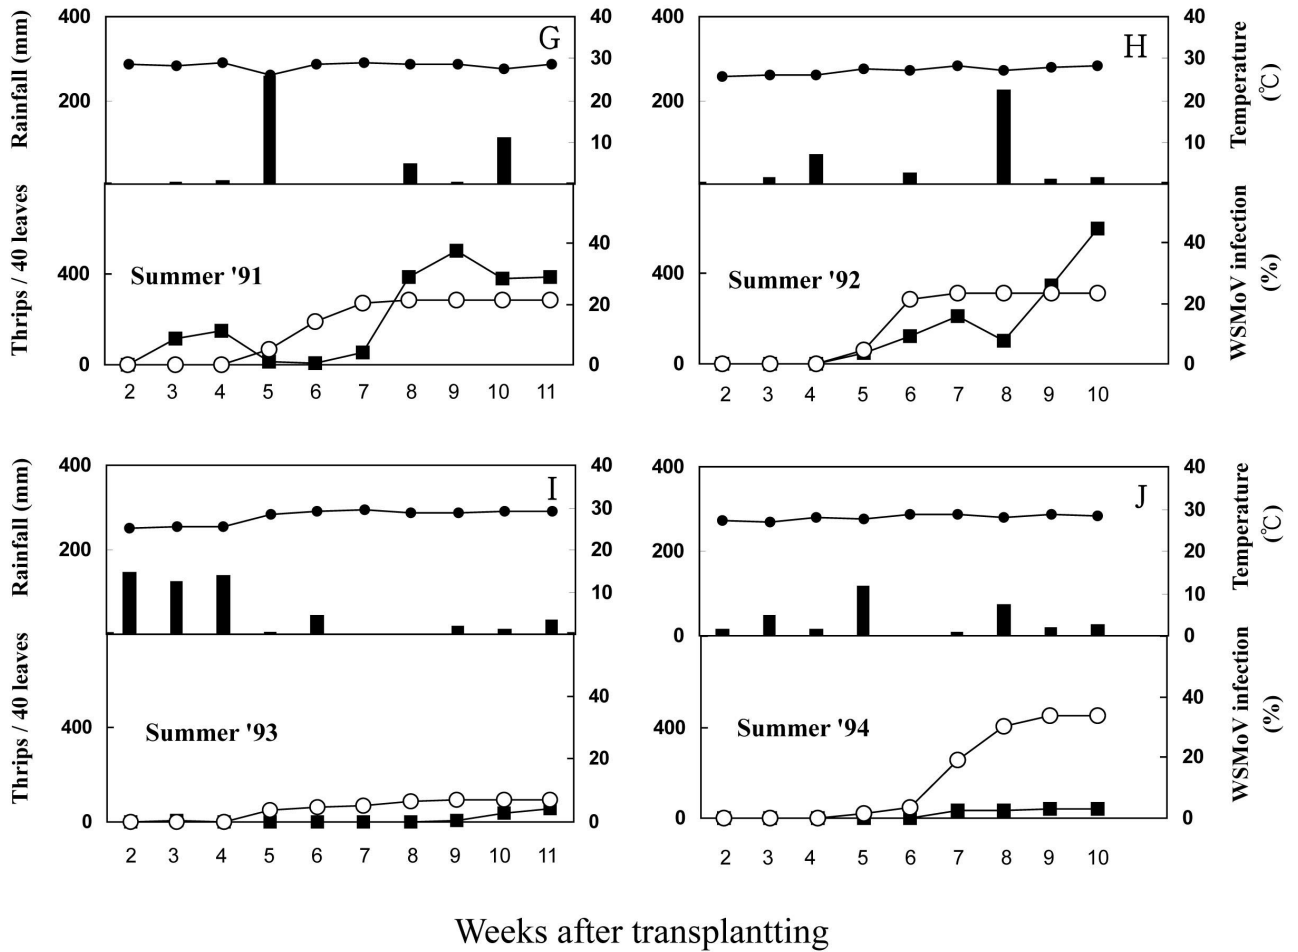 400 40 400 40
G H
30 30
Rainfall (mm) 200 20 200 20 Temperature (℃)
10 10
Thrips / 40 leaves 40 40 WSMoV infection (%)
400 Summer '91 400 Summer '92
20 20
0 0 0 0
2 3 4 5 6 7 8 9 10 11 2 3 4 5 6 7 8 9 10
400 40 400 40
I J
30 30
Rainfall (mm) 200 20 200 20 Temperature (℃)
10 10
0 0
Thrips / 40 leaves 40 40 WSMoV infection (%)
400 Summer '93 400 Summer '94
20 20
0 0 0 0
2 3 4 5 6 7 8 9 10 11 2 3 4 5 6 7 8 9 10
Weeks after transplantting